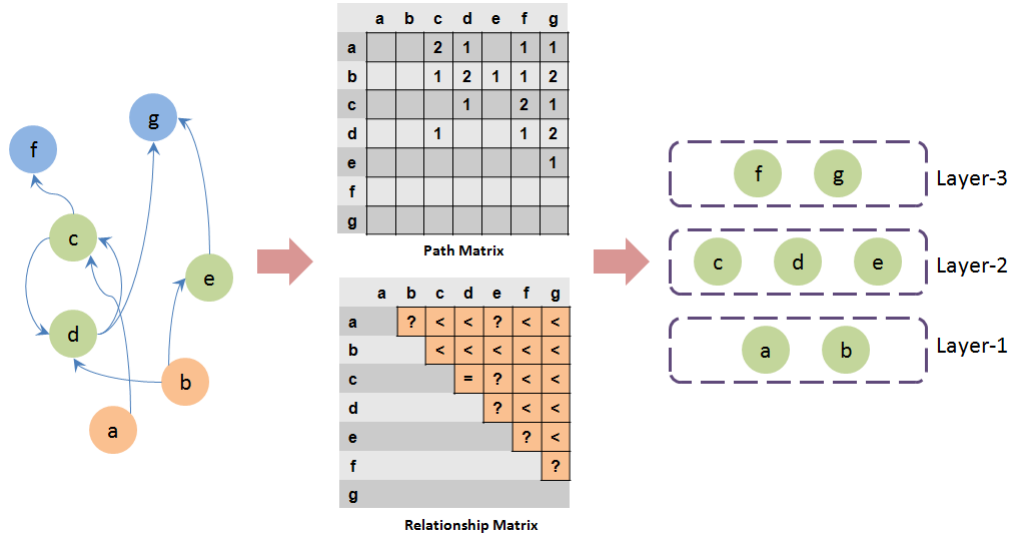 f
g
c
e
d
b
a
a b c d e f g
a 2 1 1 1
b 1 2 1 1 2
c 1 2 1
d 1 1 2
e 1
f
g
Path Matrix
a b c d e f g
a ? < < ? < <
b < < < < <
c = ? < <
d ? < <
e ? <
f ?
g
Relationship Matrix
f g Layer-3
c d e Layer-2
a b Layer-1